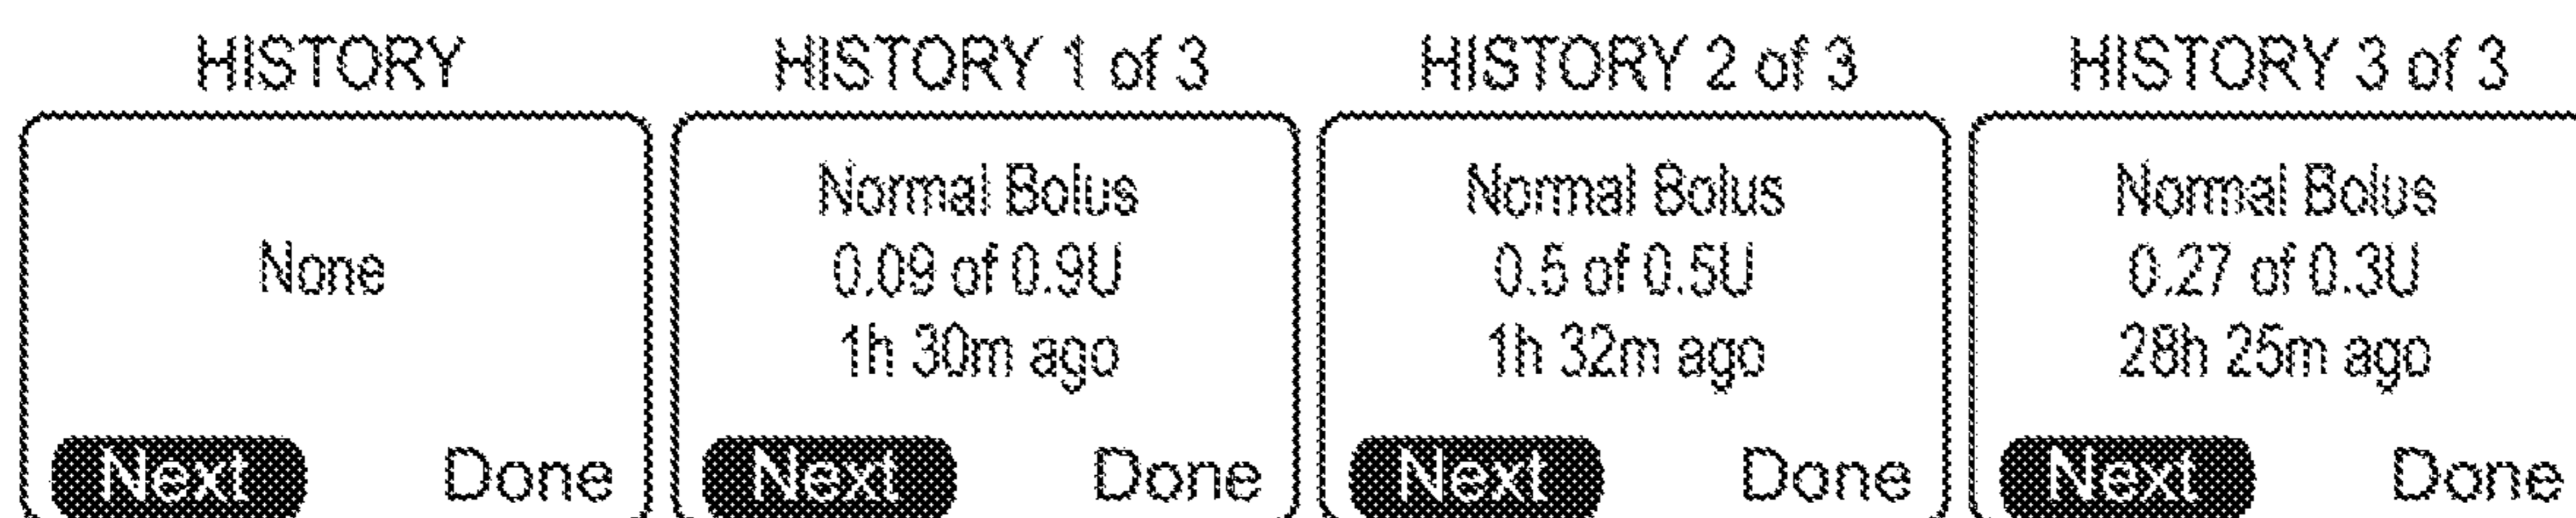 HISTORY
None
Next Done
HISTORY 1 of 3
Normal Bolus
0.09 of 0.9U
1h 30m ago
Next Done
HISTORY 2 of 3
Normal Bolus
0.5 of 0.5U
1h 32m ago
Next Done
HISTORY 3 of 3
Normal Bolus
0.27 of 0.3U
28h 25m ago
Next Done